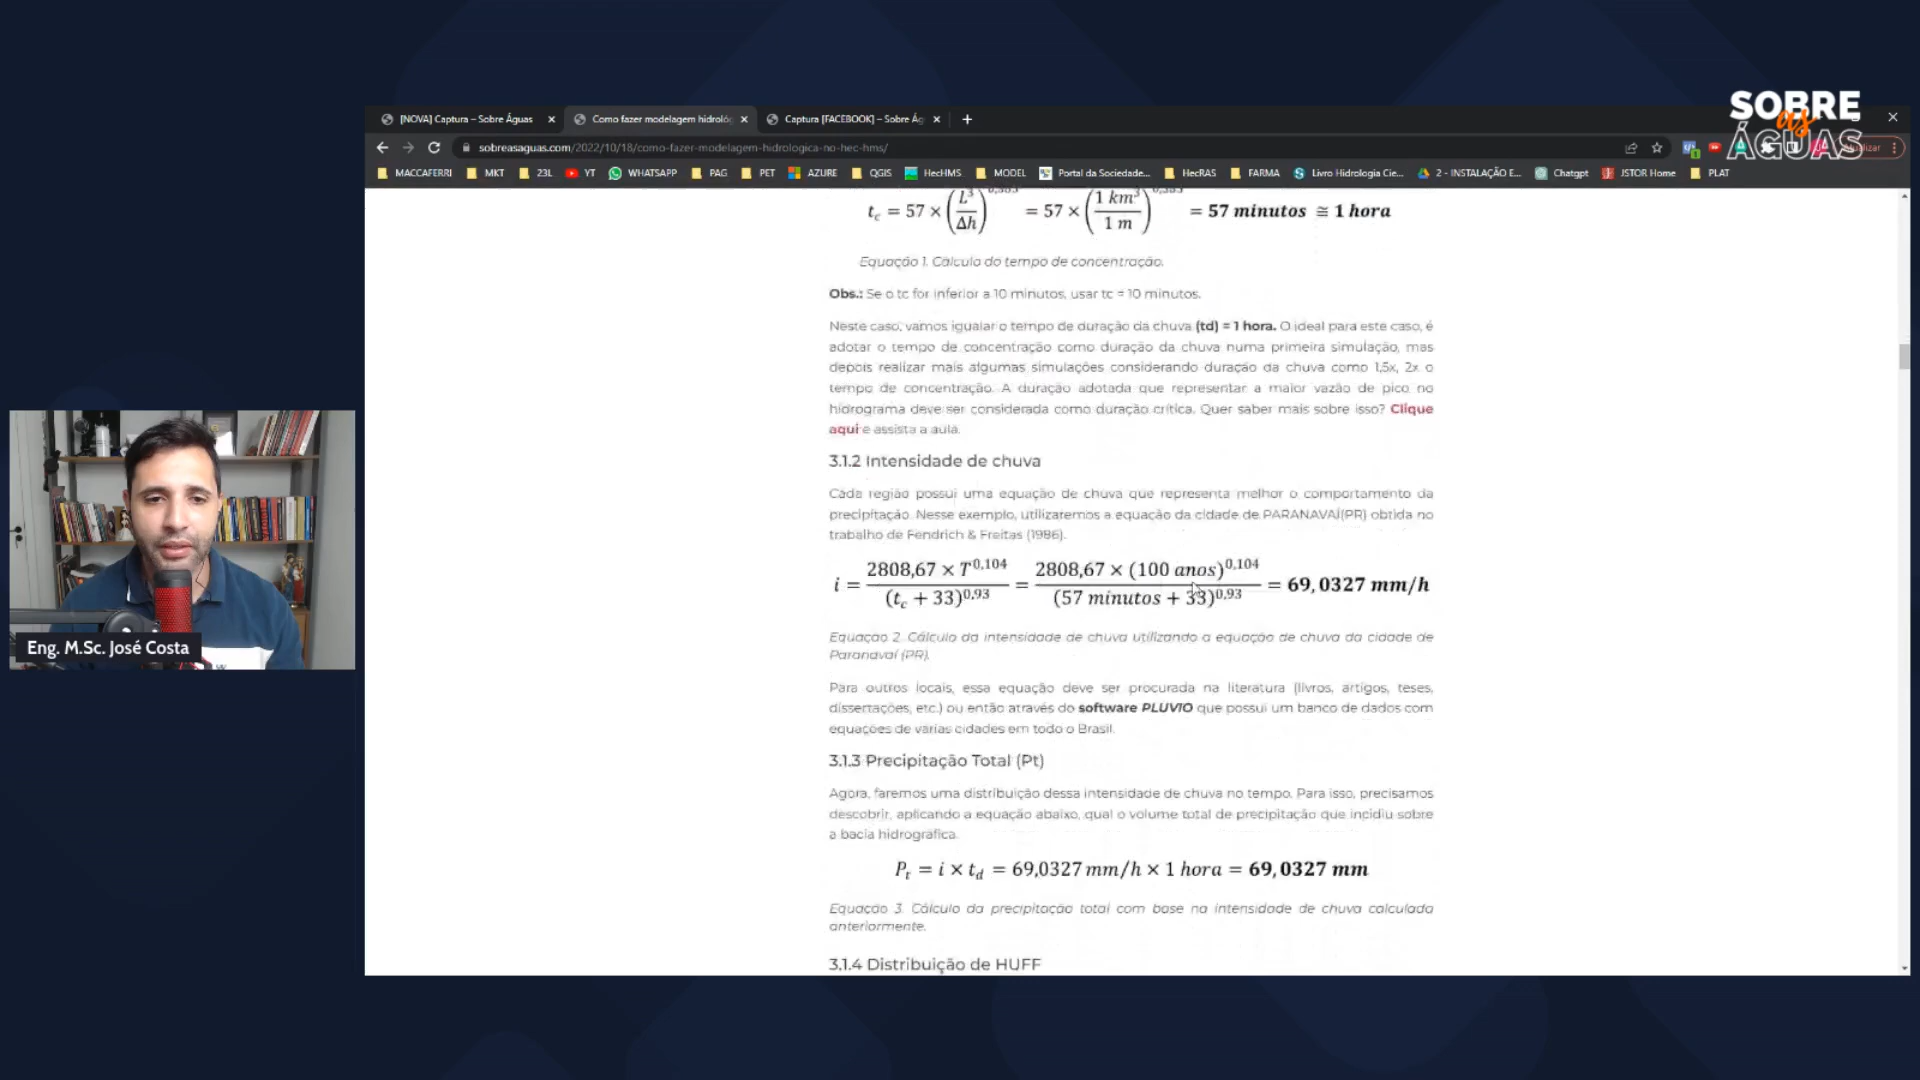 SOBRE
as
ÁGUAS
[NOVA] Captura – Sobre Águas
Como fazer modelagem hidroló
Captura [FACEBOOK] – Sobre Ág
sobreasaguas.com/2022/10/18/como-fazer-modelagem-hidrologica-no-hec-hms/
MACCAFERRI MKT 23L YT WHATSAPP PAG PET AZURE QGIS HecHMS MODEL Portal da Sociedade... HecRAS FARMA Livro Hidrologia Cie... 2 - INSTALAÇÃO E... Chatgpt JSTOR Home PLAT
t_c = 57 × (L³/Δh)^0,385 = 57 × (1 km³/1 m)^0,385 = 57 minutos ≅ 1 hora
Equação 1. Cálculo do tempo de concentração.
Obs.: Se o tc for inferior a 10 minutos, usar tc = 10 minutos.
Neste caso, vamos igualar o tempo de duração da chuva (td) = 1 hora. O ideal para este caso, é
adotar o tempo de concentração como duração da chuva numa primeira simulação, mas
depois realizar mais algumas simulações considerando duração da chuva como 1,5x, 2x o
tempo de concentração. A duração adotada que representar a maior vazão de pico no
hidrograma deve ser considerada como duração crítica. Quer saber mais sobre isso? Clique
aqui e assista a aula.
3.1.2 Intensidade de chuva
Cada região possui uma equação de chuva que representa melhor o comportamento da
precipitação. Nesse exemplo, utilizaremos a equação da cidade de PARANAVAÍ(PR) obtida no
trabalho de Fendrich & Freitas (1986).
i = 2808,67 × T^0,104 / (t_c + 33)^0,93 = 2808,67 × (100 anos)^0,104 / (57 minutos + 33)^0,93 = 69,0327 mm/h
Equação 2. Cálculo da intensidade de chuva utilizando a equação de chuva da cidade de
Paranavaí (PR).
Para outros locais, essa equação deve ser procurada na literatura (livros, artigos, teses,
dissertações, etc.) ou então através do software PLUVIO que possui um banco de dados com
equações de várias cidades em todo o Brasil.
3.1.3 Precipitação Total (Pt)
Agora, faremos uma distribuição dessa intensidade de chuva no tempo. Para isso, precisamos
descobrir, aplicando a equação abaixo, qual o volume total de precipitação que incidiu sobre
a bacia hidrografica.
P_t = i × t_d = 69,0327 mm/h × 1 hora = 69,0327 mm
Equação 3. Cálculo da precipitação total com base na intensidade de chuva calculada
anteriormente.
3.1.4 Distribuição de HUFF
Eng. M.Sc. José Costa